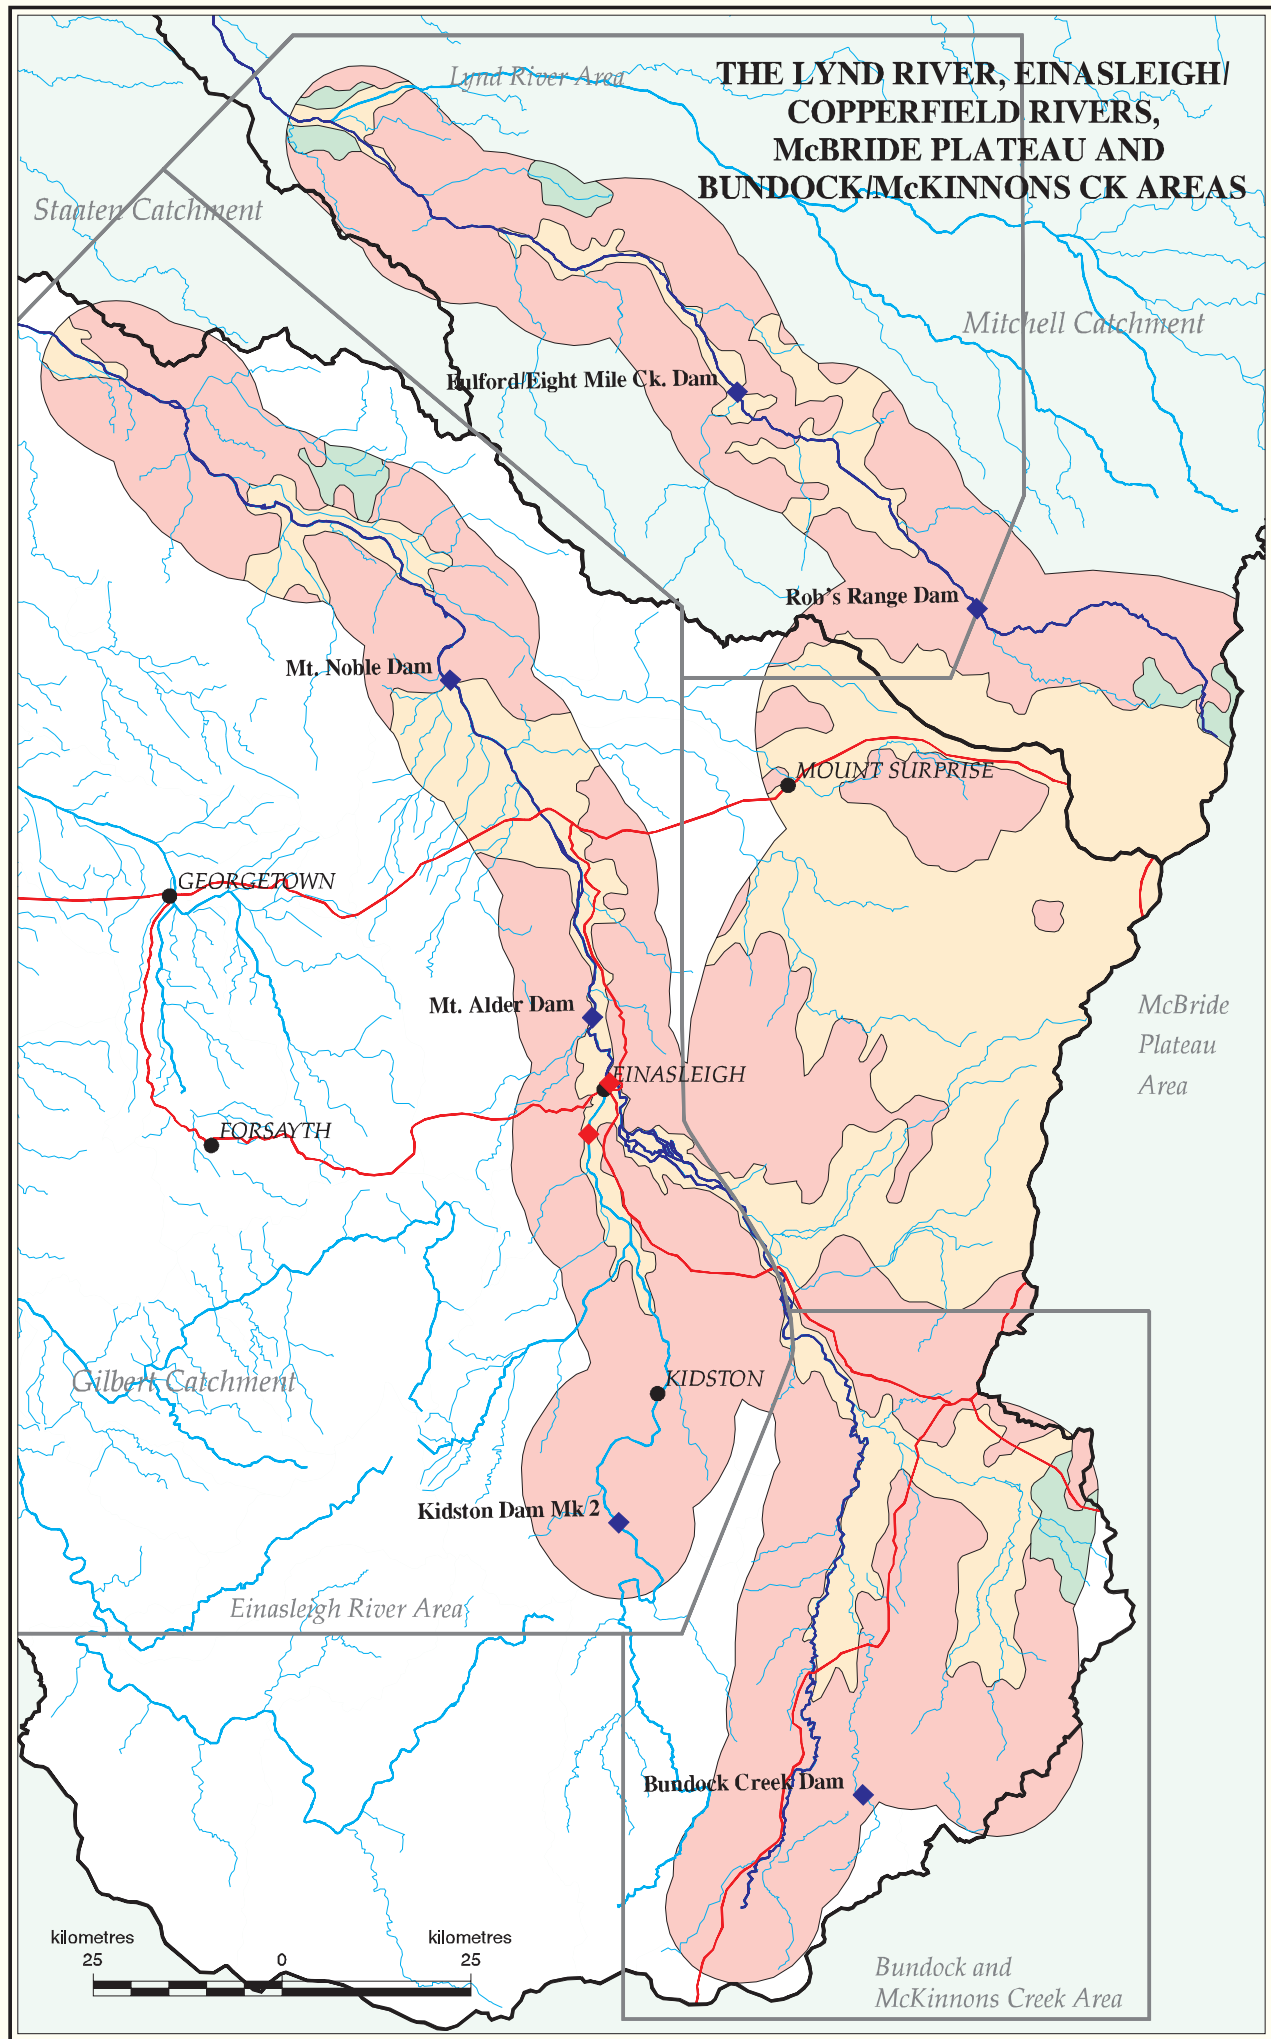 Lynd River Area
THE LYND RIVER, EINASLEIGH/
COPPERFIELD RIVERS,
McBRIDE PLATEAU AND
BUNDOCK/McKINNONS CK AREAS
Staaten Catchment
Mitchell Catchment
Fulford/Eight Mile Ck. Dam
Rob's Range Dam
Mt. Noble Dam
MOUNT SURPRISE
GEORGETOWN
Mt. Alder Dam
McBride
Plateau
Area
EINASLEIGH
FORSAYTH
Gilbert Catchment
KIDSTON
Kidston Dam Mk 2
Einasleigh River Area
Bundock Creek Dam
kilometres kilometres
25 0 25
Bundock and
McKinnons Creek Area